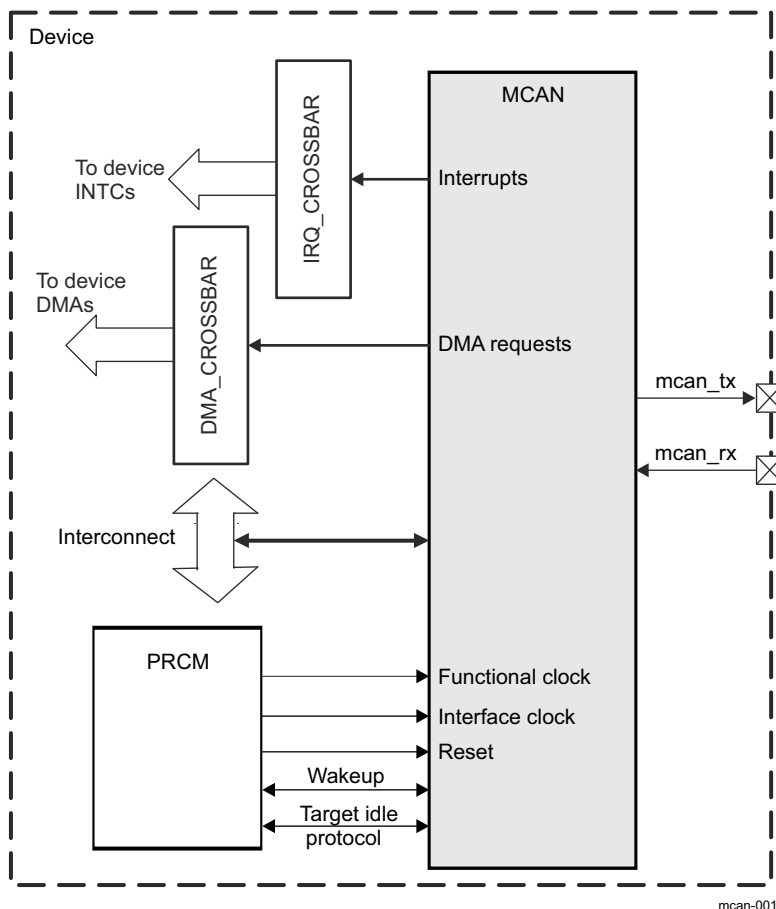 Device
MCAN
IRQ_CROSSBAR
To device
INTCs
Interrupts
DMA_CROSSBAR
To device
DMAs
DMA requests
mcan_tx
mcan_rx
Interconnect
PRCM
Functional clock
Interface clock
Reset
Wakeup
Target idle
protocol
mcan-001